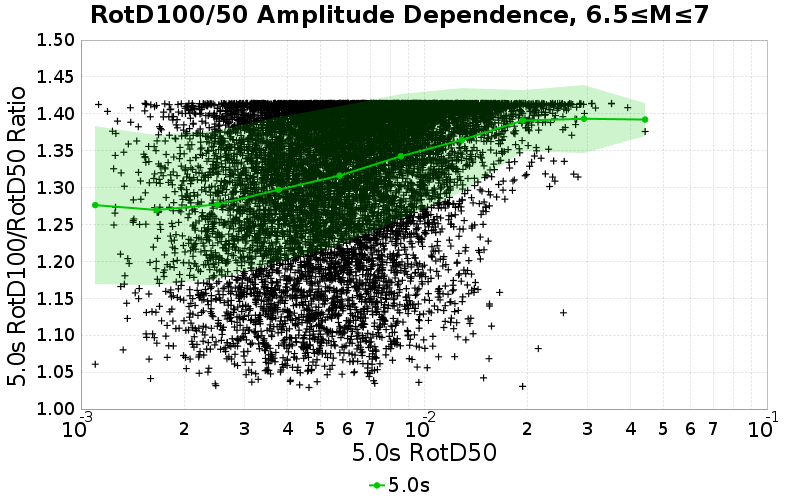 RotD100/50 Amplitude Dependence, 6.5≤M≤7
5.0s RotD100/RotD50 Ratio
1.50
1.45
1.40
1.35
1.30
1.25
1.20
1.15
1.10
1.05
1.00
10^-3 2 3 4 5 6 7 10^-2 2 3 4 5 6 7 10^-1
5.0s RotD50
5.0s